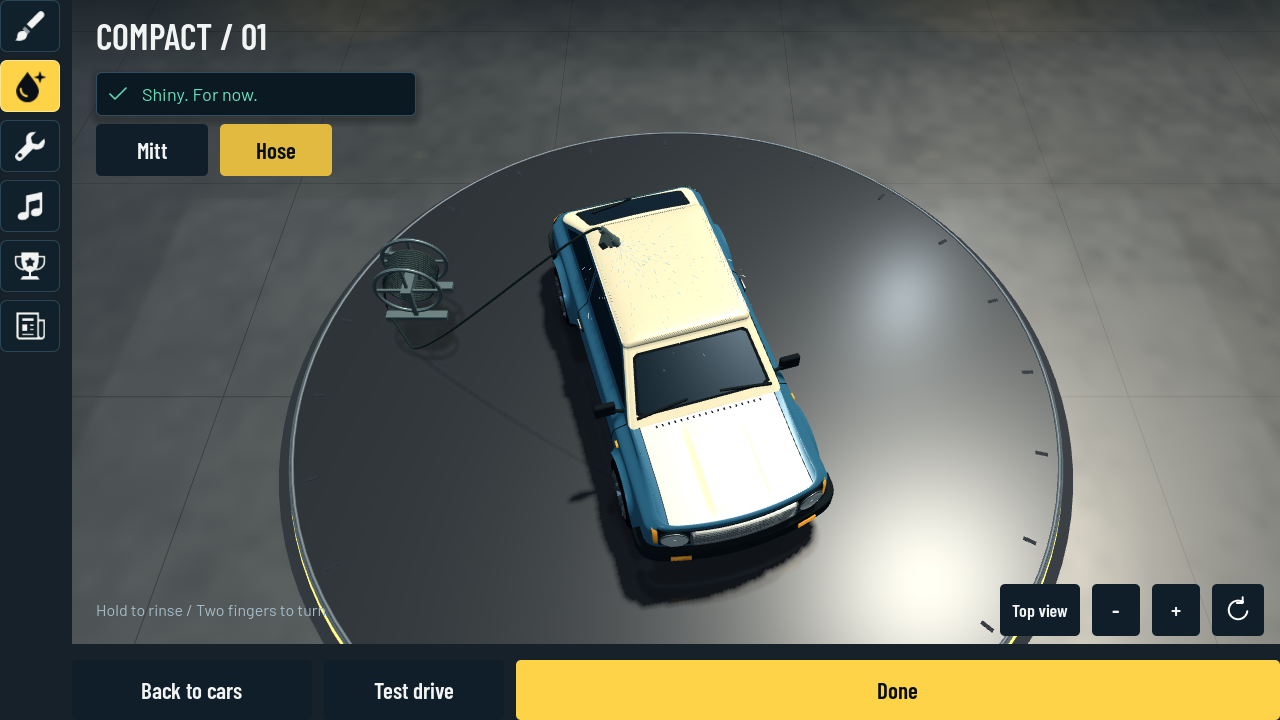 COMPACT / 01
Shiny. For now.
Mitt
Hose
Hold to rinse / Two fingers to turn
Top view
-
+
Back to cars
Test drive
Done